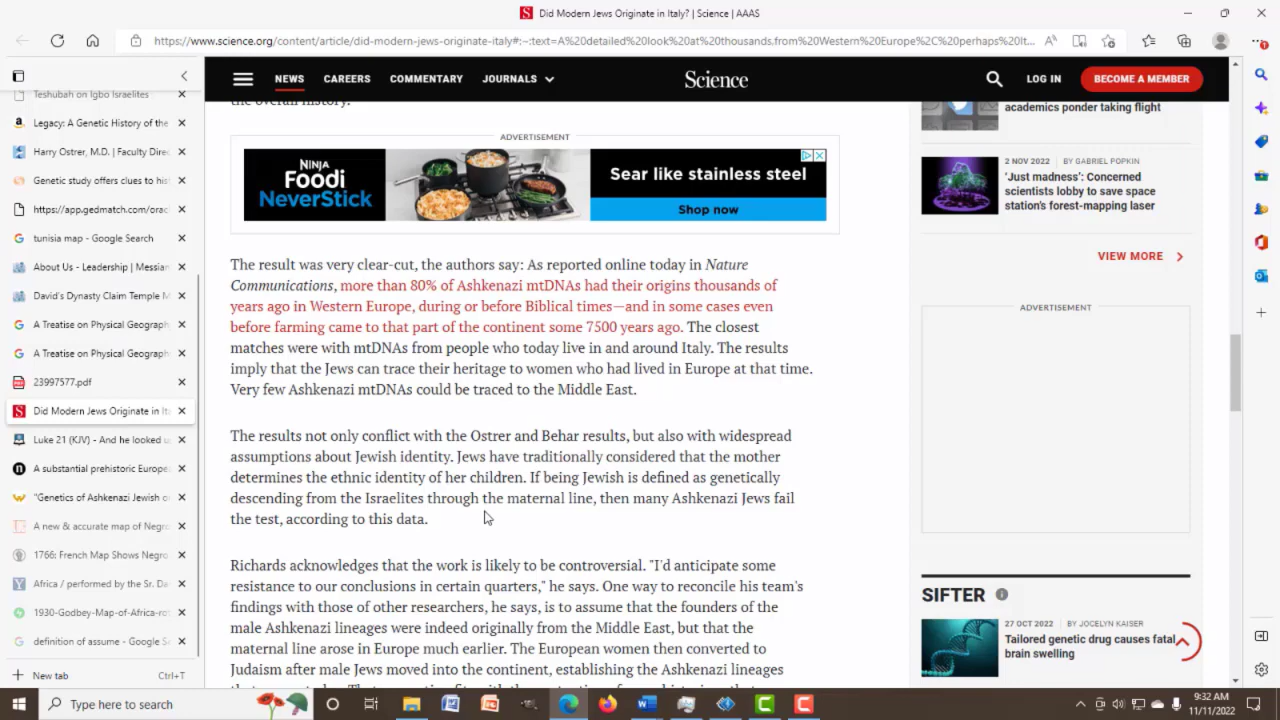 Did Modern Jews Originate in Italy? | Science | AAAS
https://www.science.org/content/article/did-modern-jews-originate-italy#:~:text=A%20detailed%20look%20at%20thousands,from%20Western%20Europe%2C%20perhaps%20It...
Teshubah on Igbo Israelites
Legacy: A Genetic History of the
Harry Ostrer, M.D. | Faculty Dire
Genetic study offers clues to his
https://app.gedmatch.com/orac
tunisia map - Google Search
About Us - Leadership | Messian
David's Dynasty Claim Temple M
A Treatise on Physical Geograph
A Treatise on Physical Geograph
23997577.pdf
Did Modern Jews Originate in It
Luke 21 (KJV) - And he looked u
A substantial prehistoric Europe
"Genetics of Ashkenazi Jewish o
A new & accurate map of Negro
1766: French Map Shows Negro
Africa / performed by the Sr. Da
1930-Godbey-Map-of-Africa-ro
definition of assume - Google Se
New tab
Ctrl+T
NEWS
CAREERS
COMMENTARY
JOURNALS
Science
LOG IN
BECOME A MEMBER
the overall history.
ADVERTISEMENT
NINJA
Foodi
NeverStick
Sear like stainless steel
Shop now
The result was very clear-cut, the authors say: As reported online today in Nature
Communications, more than 80% of Ashkenazi mtDNAs had their origins thousands of
years ago in Western Europe, during or before Biblical times—and in some cases even
before farming came to that part of the continent some 7500 years ago. The closest
matches were with mtDNAs from people who today live in and around Italy. The results
imply that the Jews can trace their heritage to women who had lived in Europe at that time.
Very few Ashkenazi mtDNAs could be traced to the Middle East.
The results not only conflict with the Ostrer and Behar results, but also with widespread
assumptions about Jewish identity. Jews have traditionally considered that the mother
determines the ethnic identity of her children. If being Jewish is defined as genetically
descending from the Israelites through the maternal line, then many Ashkenazi Jews fail
the test, according to this data.
Richards acknowledges that the work is likely to be controversial. "I'd anticipate some
resistance to our conclusions in certain quarters," he says. One way to reconcile his team's
findings with those of other researchers, he says, is to assume that the founders of the
male Ashkenazi lineages were indeed originally from the Middle East, but that the
maternal line arose in Europe much earlier. The European women then converted to
Judaism after male Jews moved into the continent, establishing the Ashkenazi lineages
academics ponder taking flight
2 NOV 2022 | BY GABRIEL POPKIN
'Just madness': Concerned
scientists lobby to save space
station's forest-mapping laser
VIEW MORE
ADVERTISEMENT
SIFTER
27 OCT 2022 | BY JOCELYN KAISER
Tailored genetic drug causes fatal
brain swelling
Type here to search
9:32 AM
11/11/2022